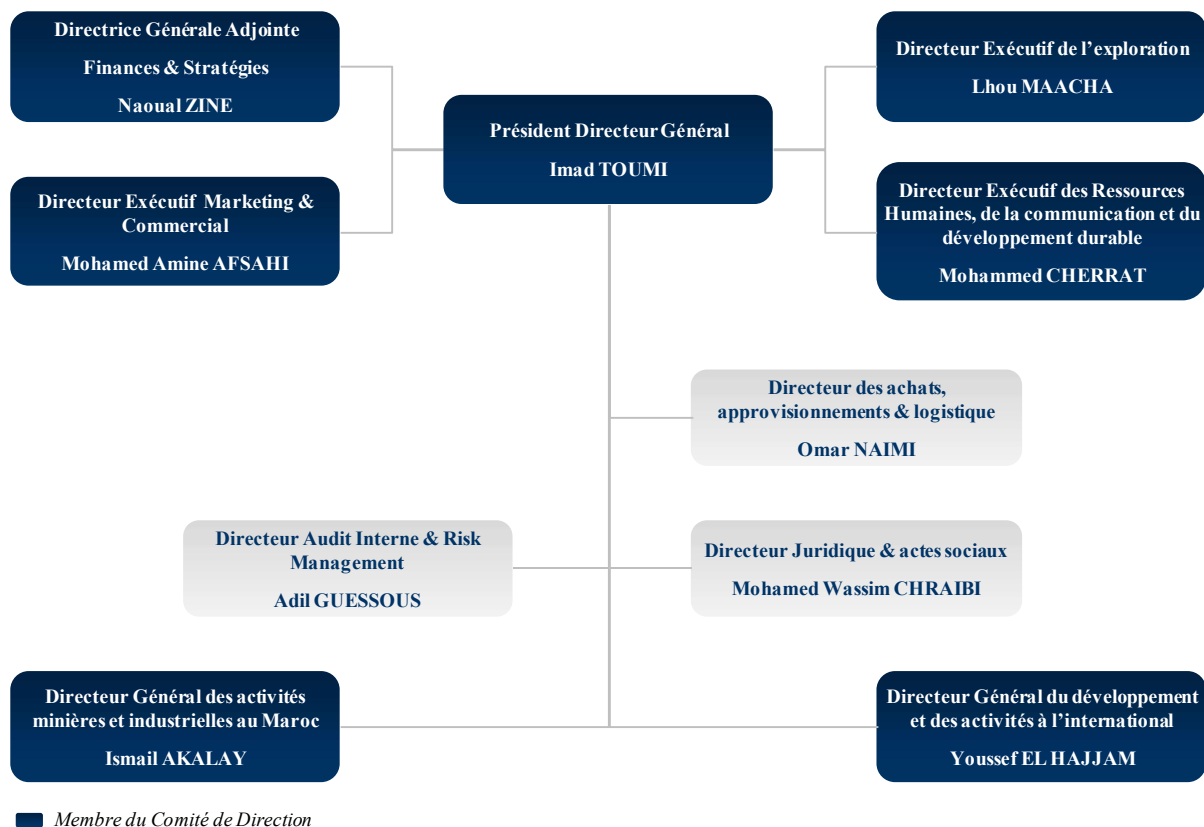 Directrice Générale Adjointe
Finances & Stratégies
Naoual ZINE
Directeur Exécutif de l'exploration
Lhou MAACHA
Président Directeur Général
Imad TOUMI
Directeur Exécutif Marketing &
Commercial
Mohamed Amine AFSAHI
Directeur Exécutif des Ressources
Humaines, de la communication et du
développement durable
Mohammed CHERRAT
Directeur des achats,
approvisionnements & logistique
Omar NAIMI
Directeur Audit Interne & Risk
Management
Adil GUESSOUS
Directeur Juridique & actes sociaux
Mohamed Wassim CHRAIBI
Directeur Général des activités
minières et industrielles au Maroc
Ismail AKALAY
Directeur Général du développement
et des activités à l'international
Youssef EL HAJJAM
Membre du Comité de Direction